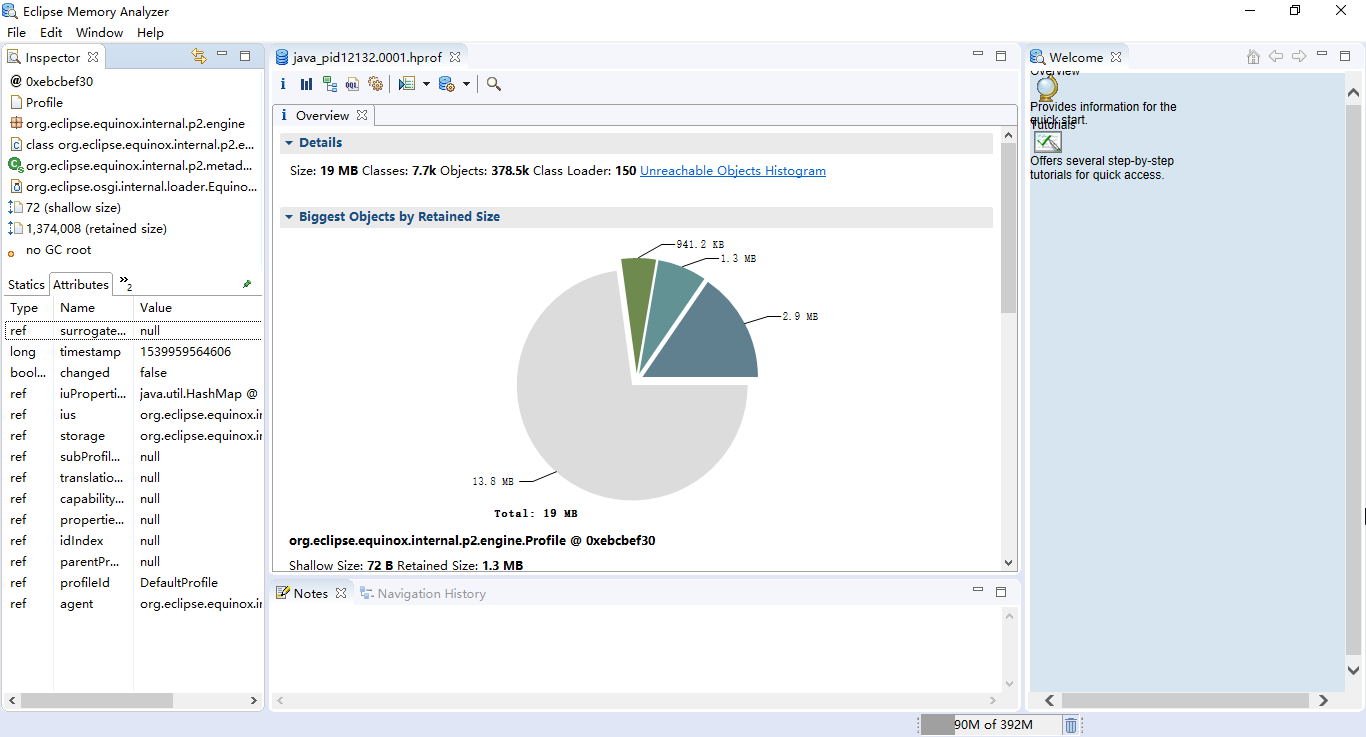 Eclipse Memory Analyzer
File Edit Window Help
Inspector
@ 0xebcbef30
Profile
org.eclipse.equinox.internal.p2.engine
class org.eclipse.equinox.internal.p2.e...
org.eclipse.equinox.internal.p2.metad...
org.eclipse.osgi.internal.loader.Equino...
72 (shallow size)
1,374,008 (retained size)
no GC root
Statics Attributes »2
Type Name Value
ref surrogate... null
long timestamp 1539959564606
bool... changed false
ref iuProperti... java.util.HashMap @
ref ius org.eclipse.equinox.ir
ref storage org.eclipse.equinox.ir
ref subProfil... null
ref translatio... null
ref capability... null
ref propertie... null
ref idIndex null
ref parentPr... null
ref profileId DefaultProfile
ref agent org.eclipse.equinox.ir
java_pid12132.0001.hprof
OQL
i Overview
Details
Size: 19 MB Classes: 7.7k Objects: 378.5k Class Loader: 150 Unreachable Objects Histogram
Biggest Objects by Retained Size
941.2 KB
1.3 MB
2.9 MB
13.8 MB
Total: 19 MB
org.eclipse.equinox.internal.p2.engine.Profile @ 0xebcbef30
Shallow Size: 72 B Retained Size: 1.3 MB
Notes Navigation History
Welcome
Overview
Provides information for the
quick start.
Tutorials
Offers several step-by-step
tutorials for quick access.
90M of 392M